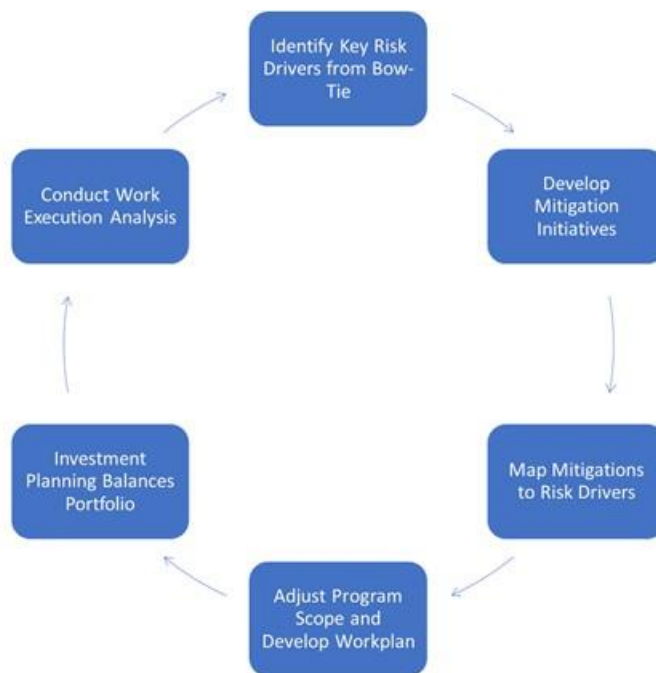 Identify Key Risk
Drivers from Bow-
Tie
Develop
Mitigation
Initiatives
Map Mitigations
to Risk Drivers
Adjust Program
Scope and
Develop Workplan
Investment
Planning Balances
Portfolio
Conduct Work
Execution Analysis